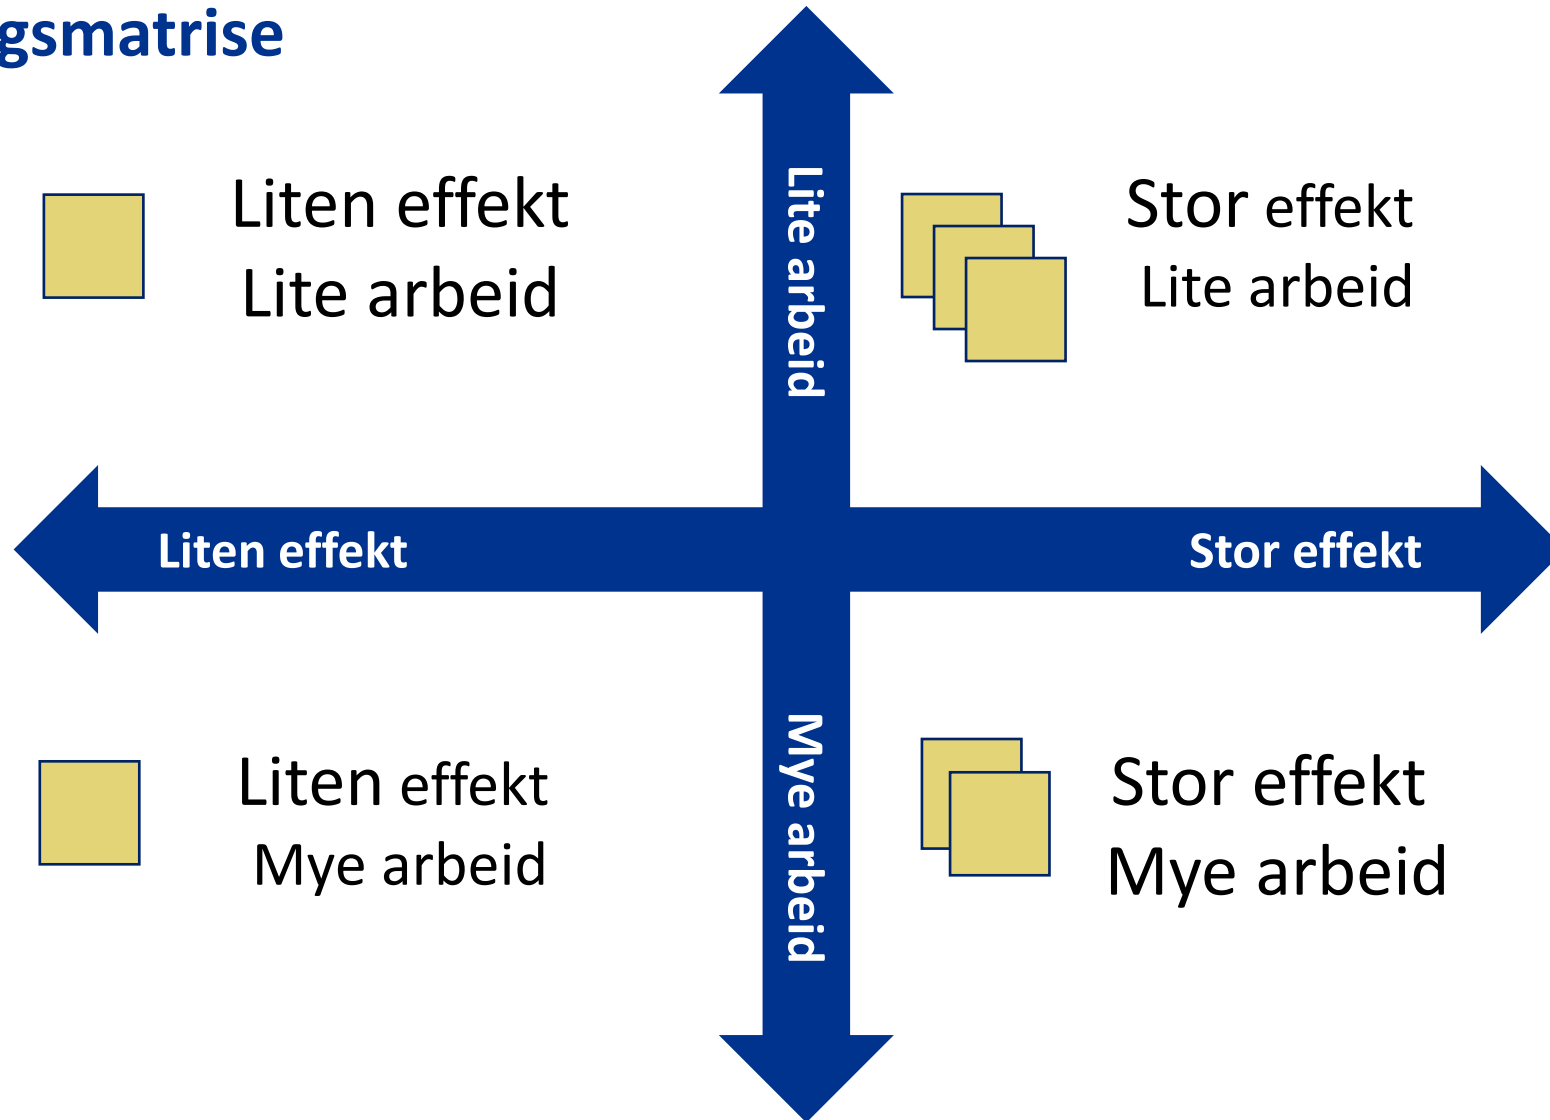 gsmatrise
Liten effekt
Lite arbeid
Lite arbeid
Stor effekt
Lite arbeid
Liten effekt
Stor effekt
Liten effekt
Mye arbeid
Mye arbeid
Stor effekt
Mye arbeid